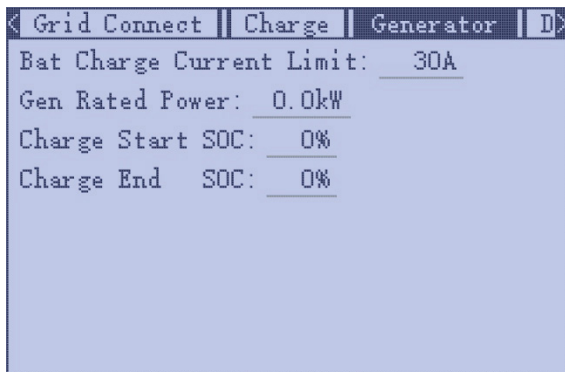 < Grid Connect Charge Generator D>
Bat Charge Current Limit: 30A
Gen Rated Power: 0.0kW
Charge Start SOC: 0%
Charge End SOC: 0%